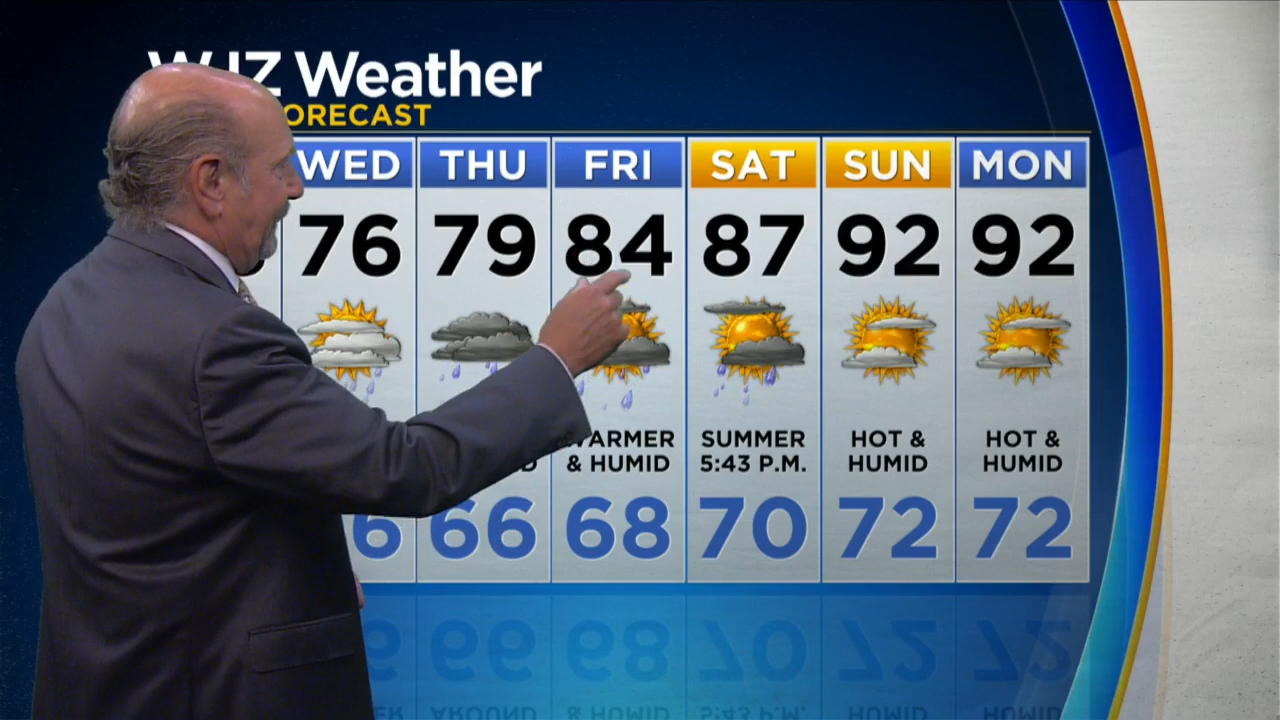 WJZ Weather
ORECAST
WED THU FRI SAT SUN MON
76 79 84 87 92 92
WARMER SUMMER HOT & HOT &
& HUMID 5:43 P.M. HUMID HUMID
6 66 68 70 72 72